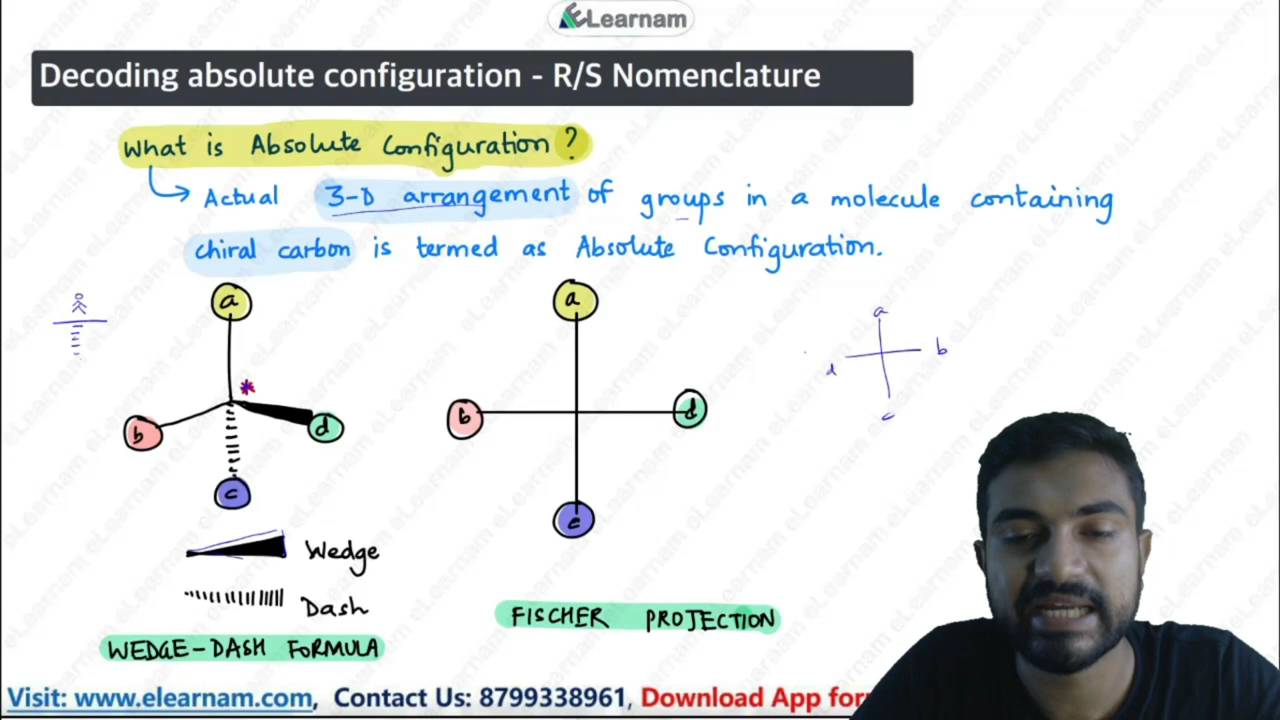 ELearnam
Decoding absolute configuration - R/S Nomenclature
What is Absolute Configuration ?
Actual 3-D arrangement of groups in a molecule containing
chiral carbon is termed as Absolute Configuration.
a
*
b d
c
a
b d
c
a
d b
c
Wedge
Dash
WEDGE-DASH FORMULA
FISCHER PROJECTION
Visit: www.elearnam.com, Contact Us: 8799338961, Download App for